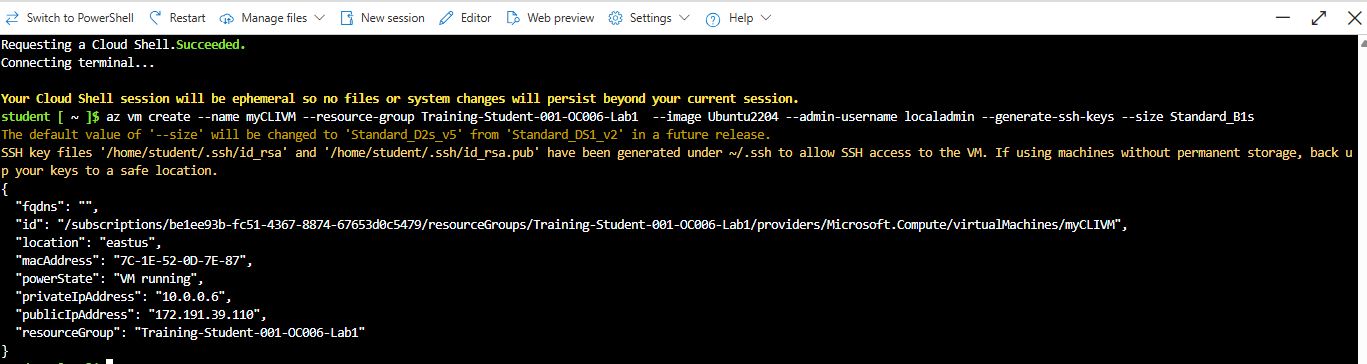 Switch to PowerShell Restart Manage files New session Editor Web preview Settings Help
Requesting a Cloud Shell.Succeeded.
Connecting terminal...
Your Cloud Shell session will be ephemeral so no files or system changes will persist beyond your current session.
student [ ~ ]$ az vm create --name myCLIVM --resource-group Training-Student-001-OC006-Lab1  --image Ubuntu2204 --admin-username localadmin --generate-ssh-keys --size Standard_B1s
The default value of '--size' will be changed to 'Standard_D2s_v5' from 'Standard_DS1_v2' in a future release.
SSH key files '/home/student/.ssh/id_rsa' and '/home/student/.ssh/id_rsa.pub' have been generated under ~/.ssh to allow SSH access to the VM. If using machines without permanent storage, back u
p your keys to a safe location.
{
  "fqdns": "",
  "id": "/subscriptions/be1ee93b-fc51-4367-8874-67653d0c5479/resourceGroups/Training-Student-001-OC006-Lab1/providers/Microsoft.Compute/virtualMachines/myCLIVM",
  "location": "eastus",
  "macAddress": "7C-1E-52-0D-7E-87",
  "powerState": "VM running",
  "privateIpAddress": "10.0.0.6",
  "publicIpAddress": "172.191.39.110",
  "resourceGroup": "Training-Student-001-OC006-Lab1"
}